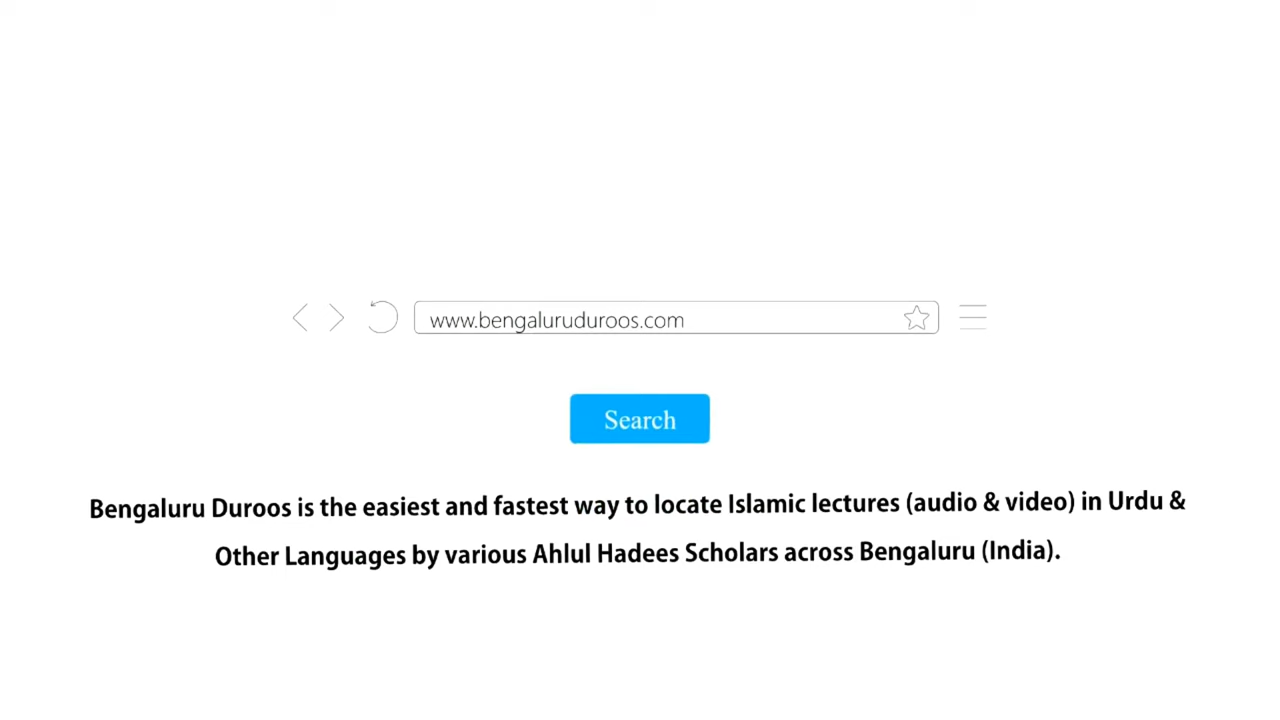 www.bengaluruduroos.com
Search
Bengaluru Duroos is the easiest and fastest way to locate Islamic lectures (audio & video) in Urdu &
Other Languages by various Ahlul Hadees Scholars across Bengaluru (India).